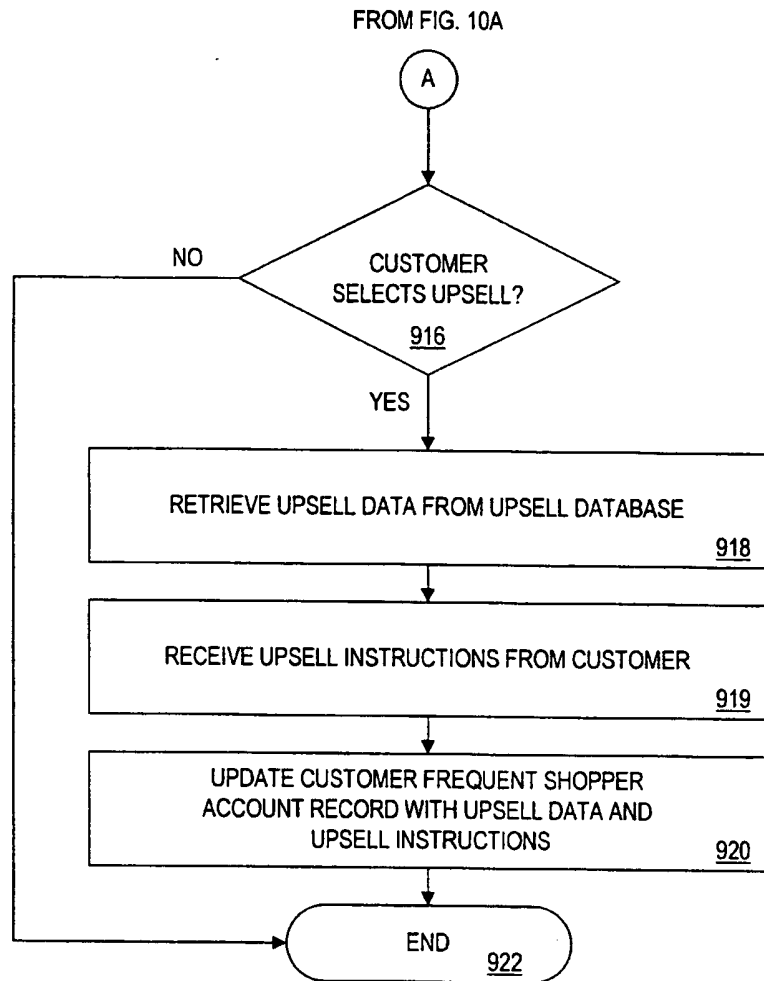 FROM FIG. 10A
A
NO
CUSTOMER
SELECTS UPSELL?
916
YES
RETRIEVE UPSELL DATA FROM UPSELL DATABASE
918
RECEIVE UPSELL INSTRUCTIONS FROM CUSTOMER
919
UPDATE CUSTOMER FREQUENT SHOPPER
ACCOUNT RECORD WITH UPSELL DATA AND
UPSELL INSTRUCTIONS
920
END
922